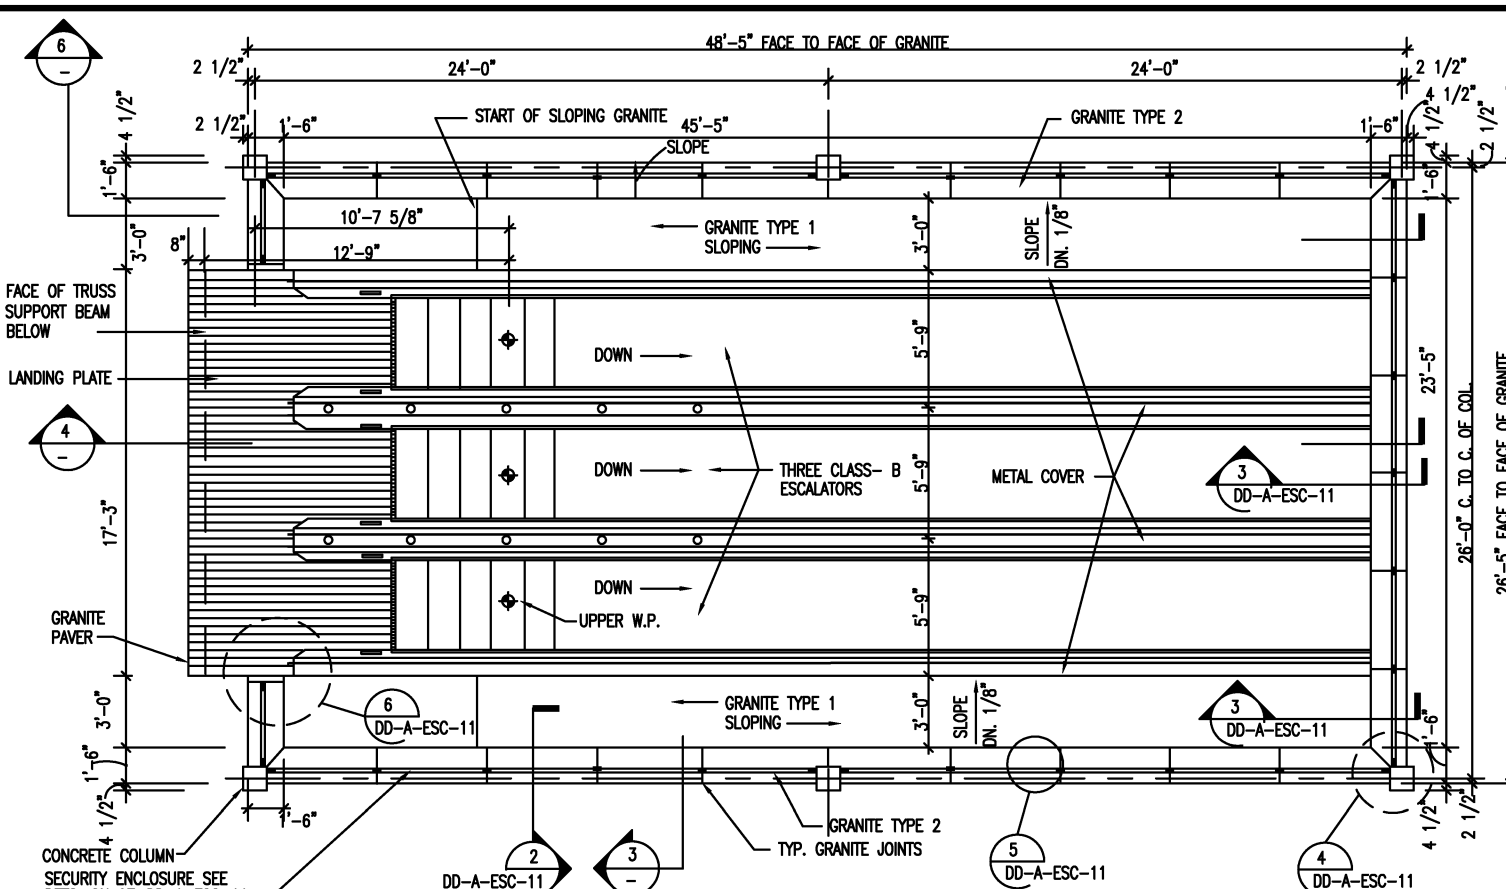 6
-
48'-5" FACE TO FACE OF GRANITE
2 1/2"
24'-0"
24'-0"
2 1/2"
4 1/2"
2 1/2"
1'-6"
START OF SLOPING GRANITE
45'-5"
GRANITE TYPE 2
1'-6"
4 1/2"
4 1/2"
2 1/2"
SLOPE
1'-6"
1'-6"
10'-7 5/8"
GRANITE TYPE 1
SLOPING
3'-0"
SLOPE
DN. 1/8"
3'-0"
8"
12'-9"
FACE OF TRUSS
SUPPORT BEAM
BELOW
DOWN
5'-9"
LANDING PLATE
23'-5"
26'-0" C. TO C. OF COL.
26'-5" FACE TO FACE OF GRANITE
4
-
DOWN
THREE CLASS- B
ESCALATORS
5'-9"
METAL COVER
3
DD-A-ESC-11
17'-3"
DOWN
5'-9"
UPPER W.P.
GRANITE
PAVER
6
DD-A-ESC-11
GRANITE TYPE 1
SLOPING
3'-0"
SLOPE
DN. 1/8"
3
DD-A-ESC-11
3'-0"
1'-6"
4 1/2"
1'-6"
1'-6"
4 1/2"
2 1/2"
GRANITE TYPE 2
TYP. GRANITE JOINTS
CONCRETE COLUMN
SECURITY ENCLOSURE SEE
2
DD-A-ESC-11
3
-
5
DD-A-ESC-11
4
DD-A-ESC-11